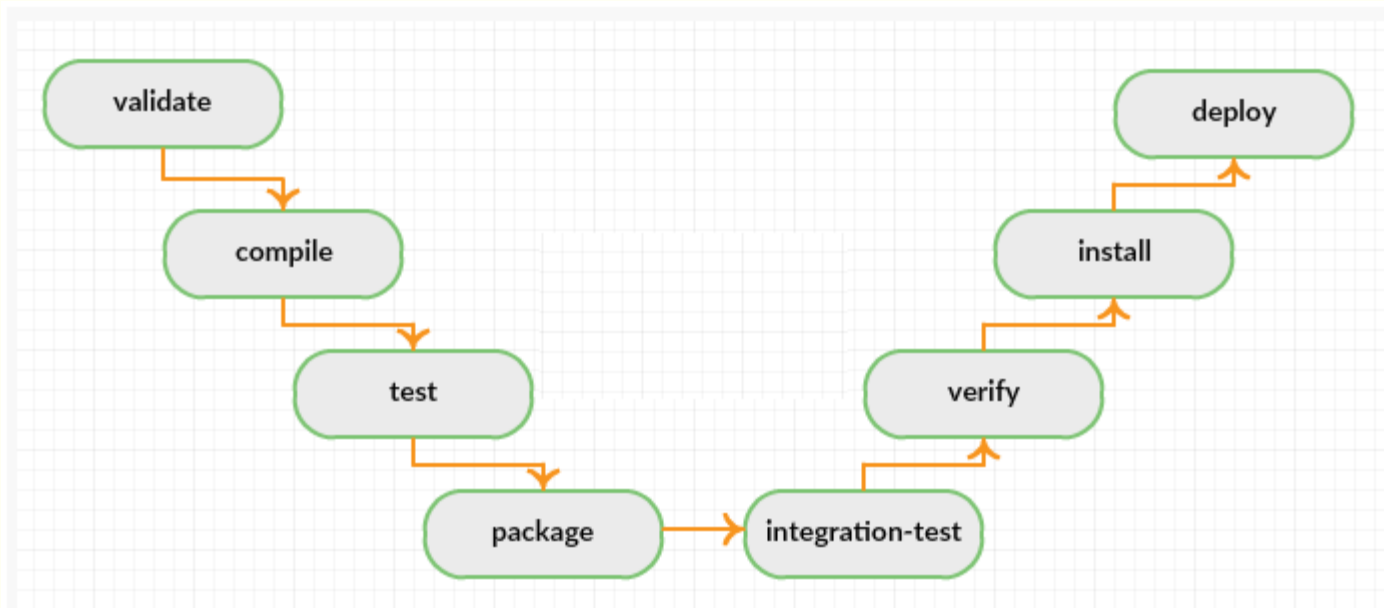 validate
compile
test
package
integration-test
verify
install
deploy